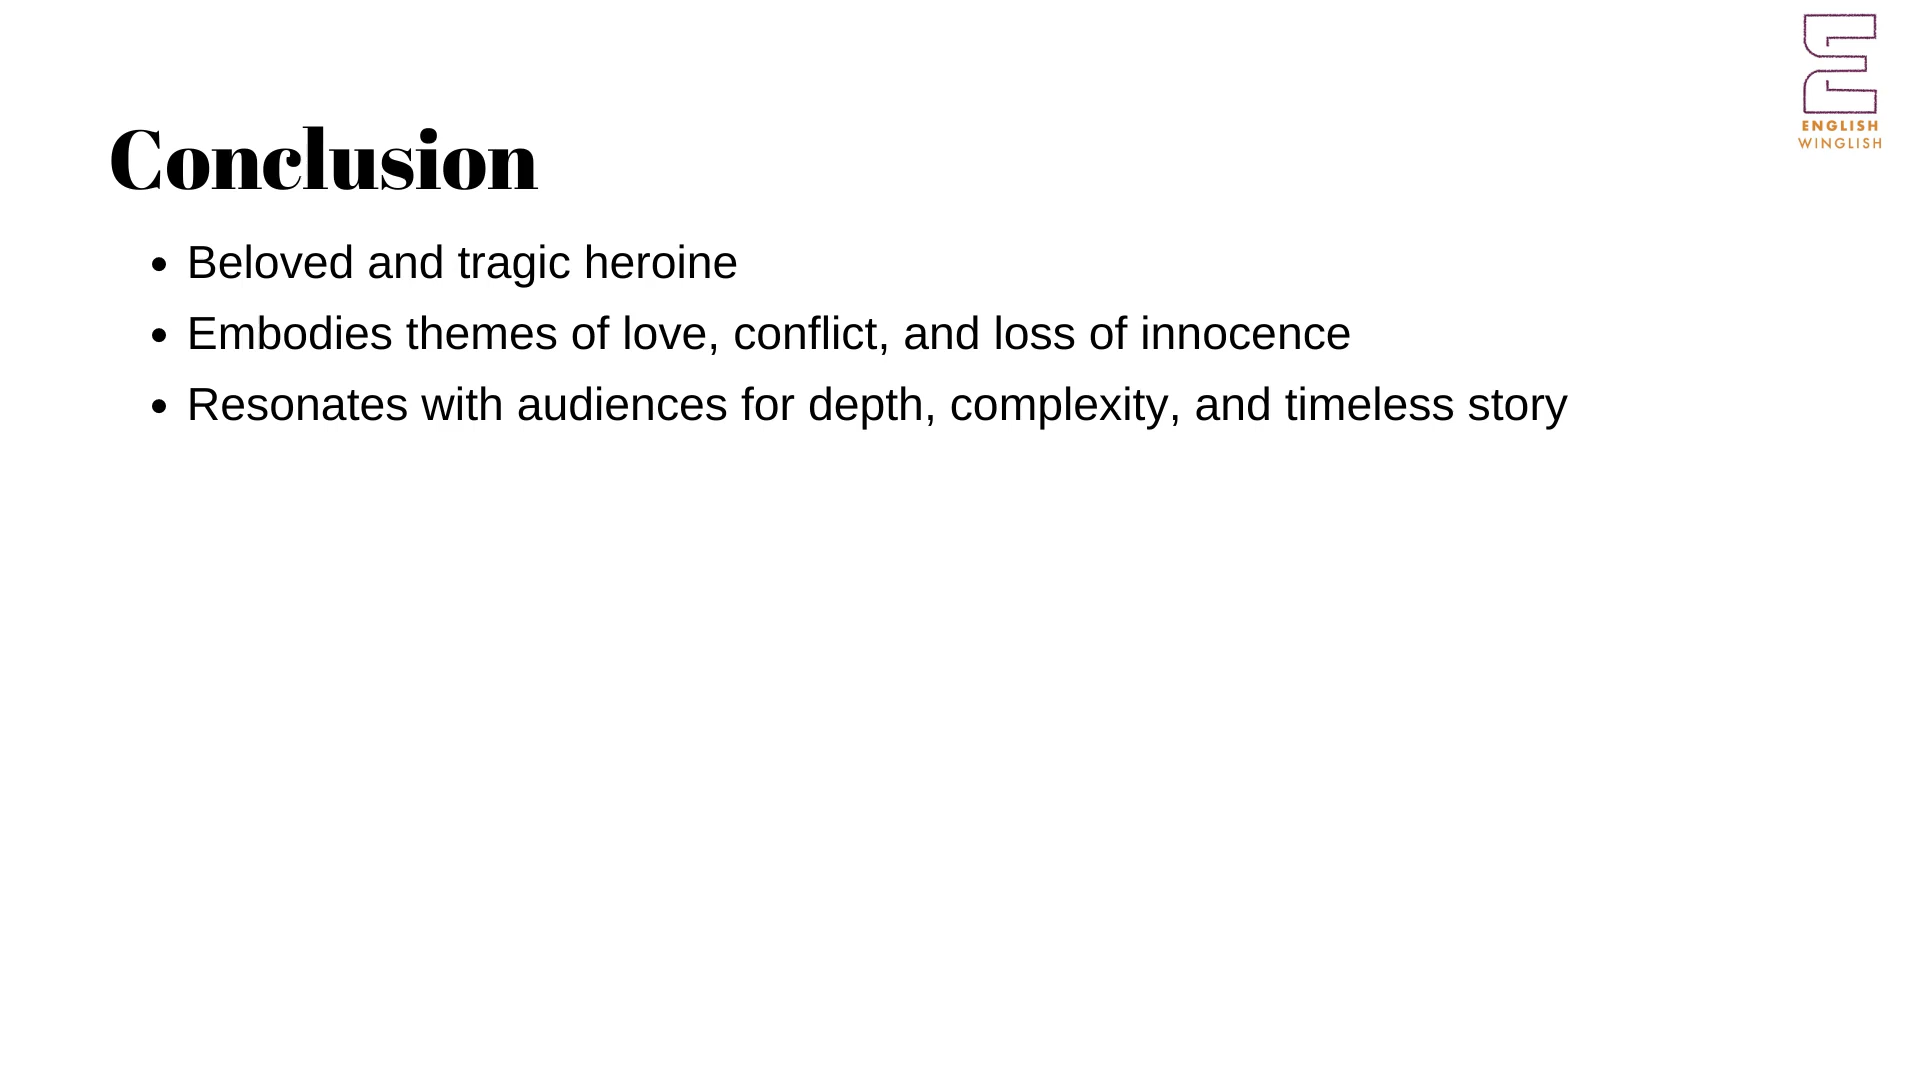 ENGLISH
WINGLISH
Conclusion
• Beloved and tragic heroine
• Embodies themes of love, conflict, and loss of innocence
• Resonates with audiences for depth, complexity, and timeless story